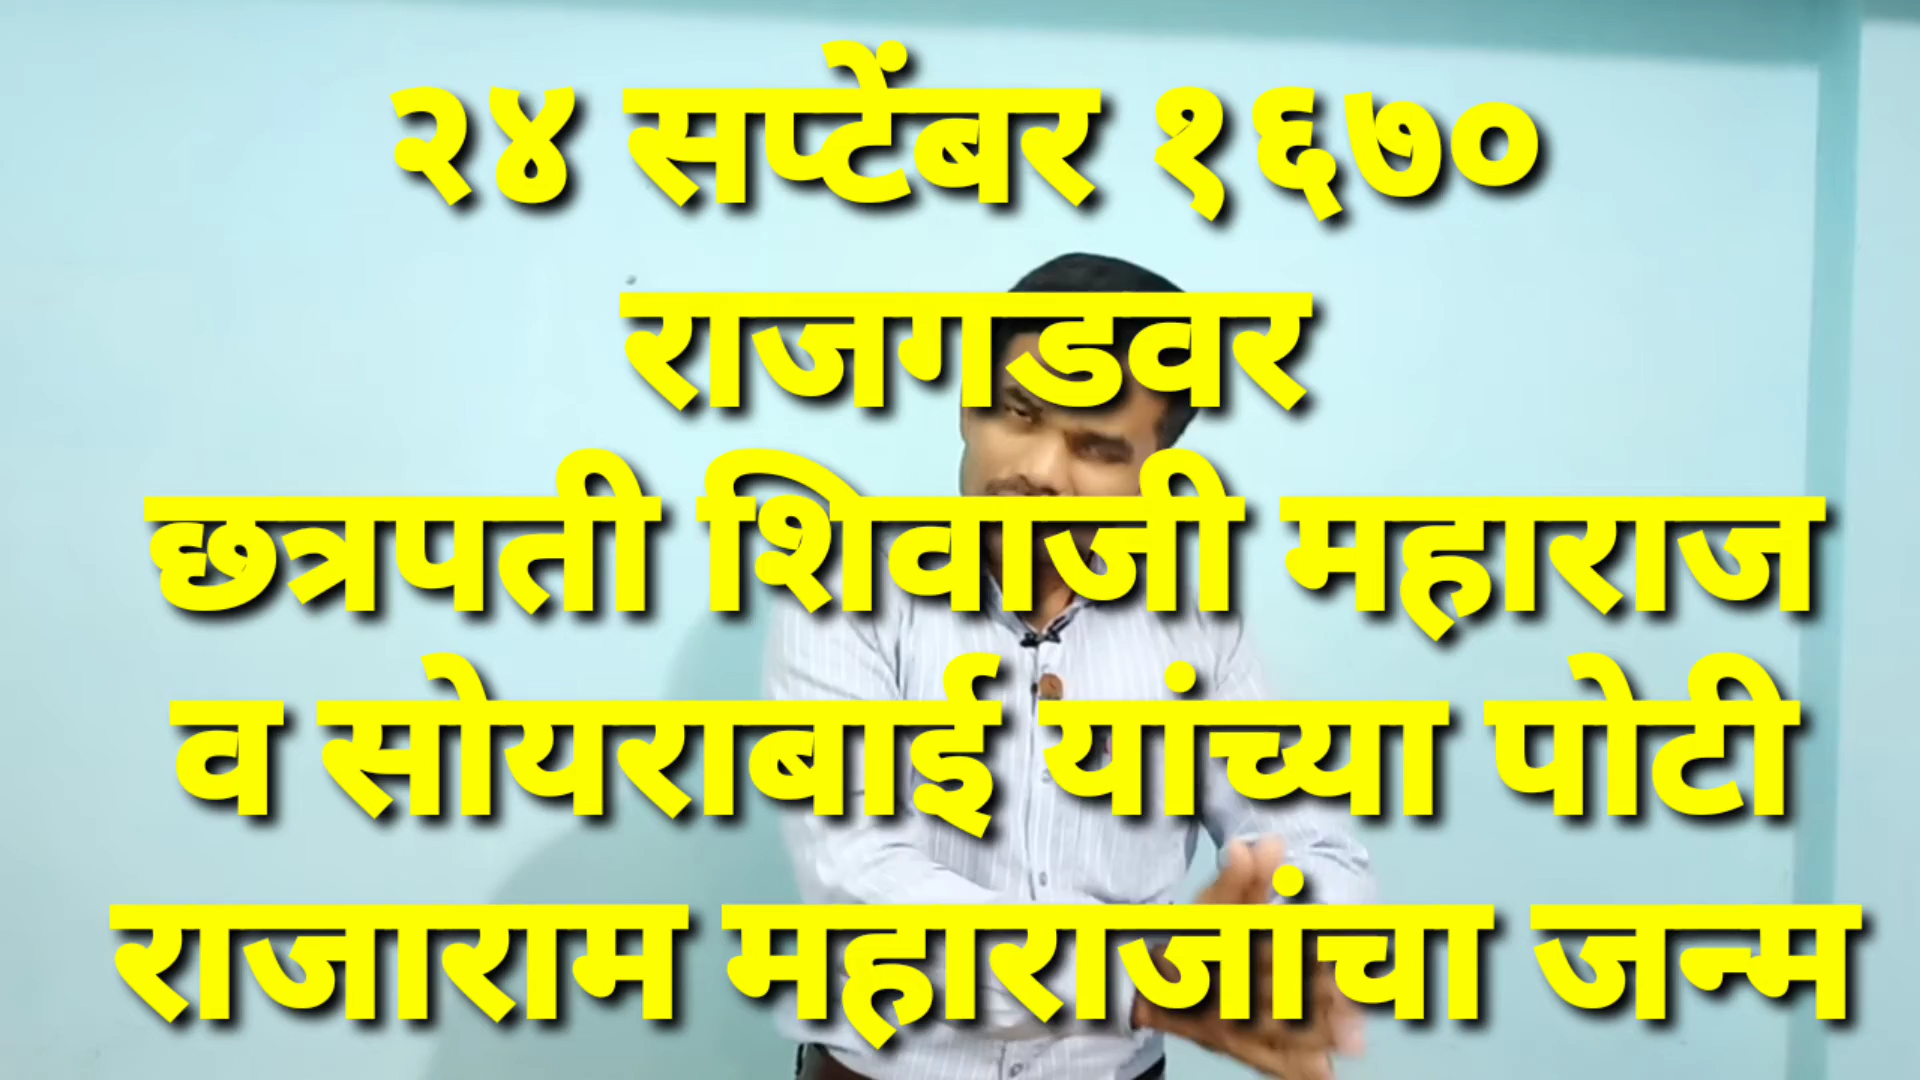 २४ सप्टेंबर १६७०
राजगडवर
छत्रपती शिवाजी महाराज
व सोयराबाई यांच्या पोटी
राजाराम महाराजांचा जन्म